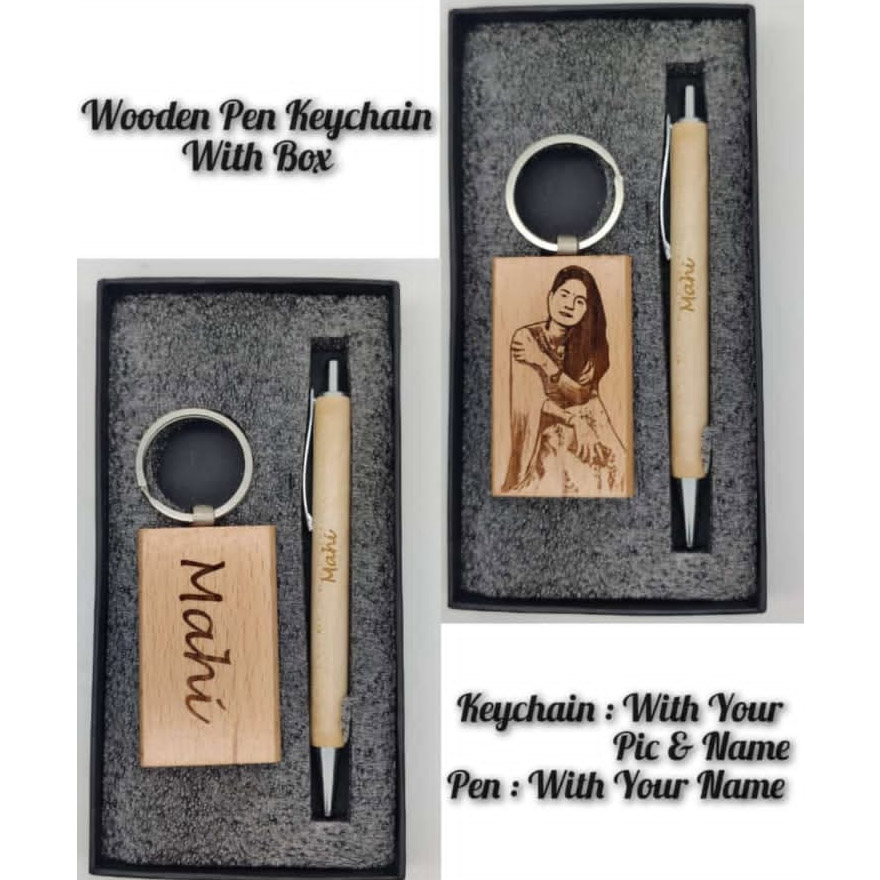 Wooden Pen Keychain
With Box
Mahi
Mahi
Mahi
Keychain : With Your
Pic & Name
Pen : With Your Name